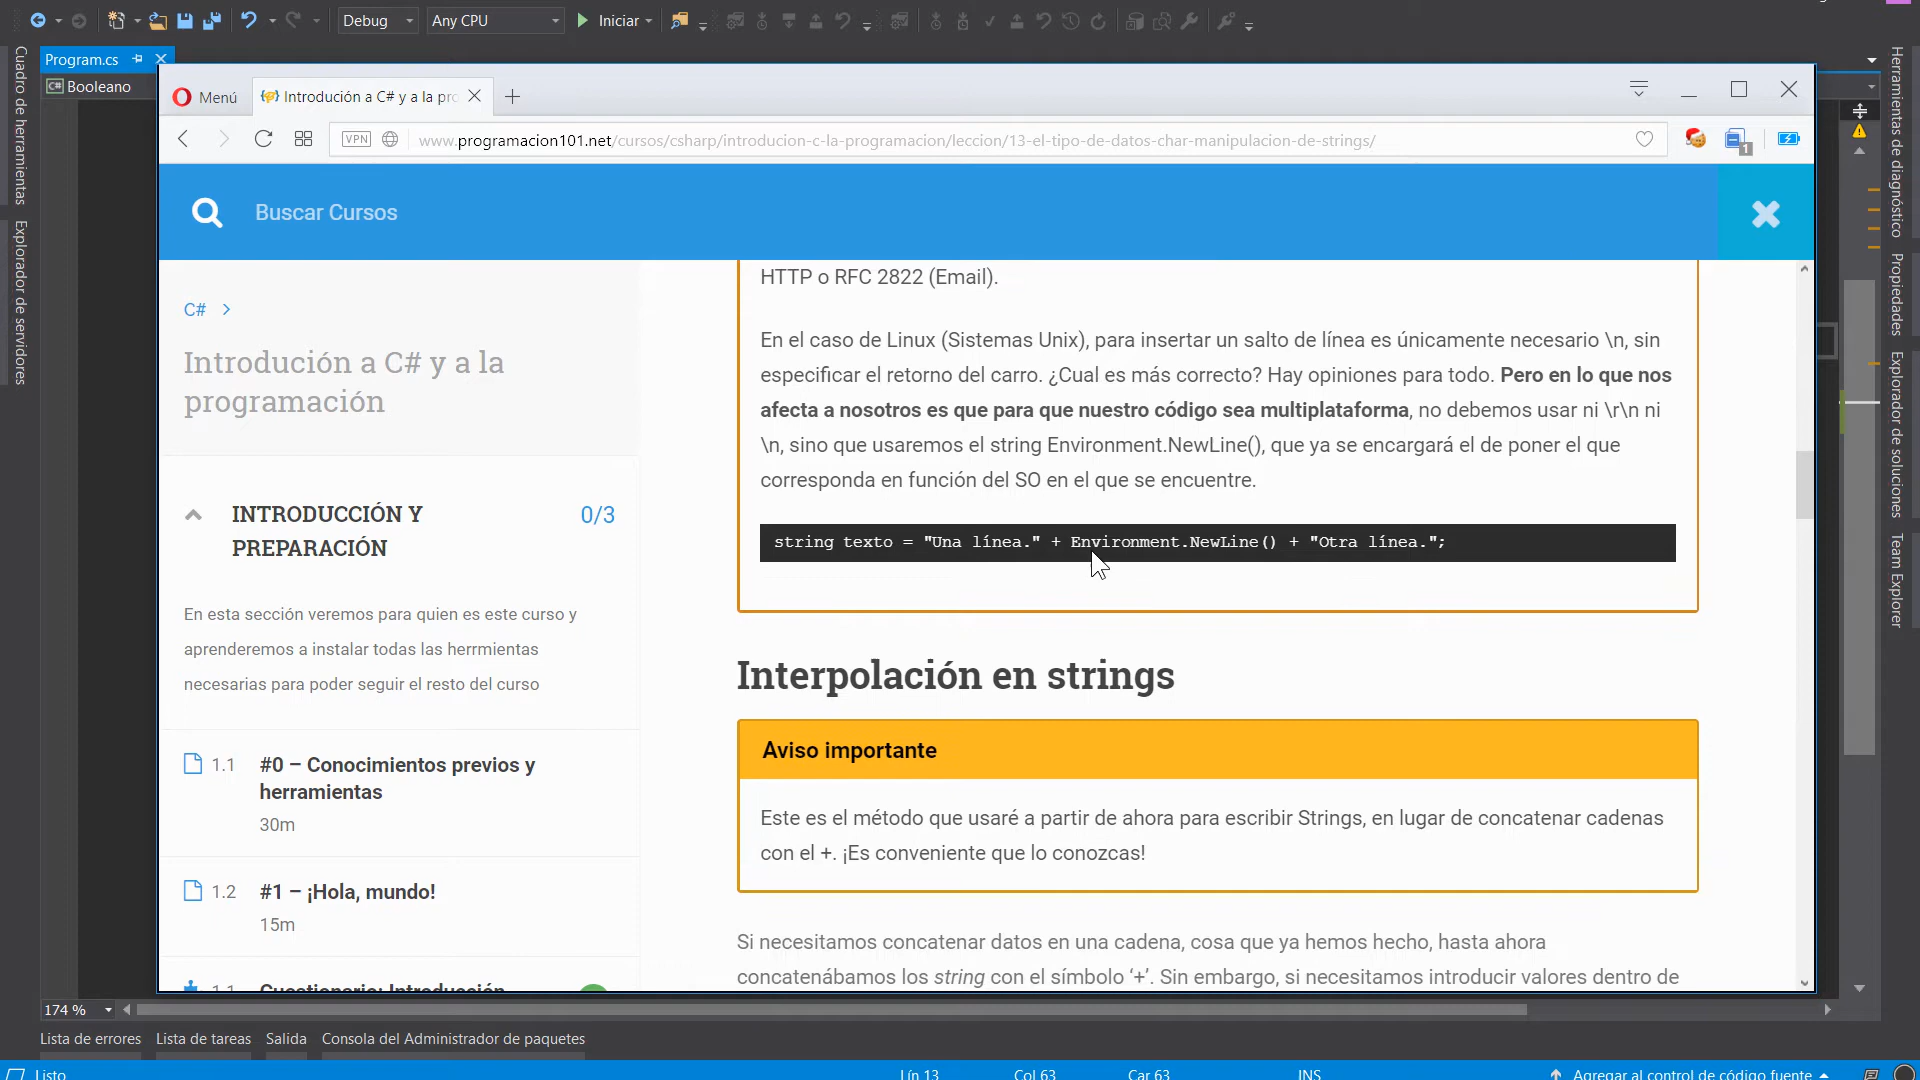 Debug
Any CPU
Iniciar
Program.cs
Booleano
Cuadro de herramientas
Explorador de servidores
Herramientas de diagnóstico
Propiedades
Explorador de soluciones
Team Explorer
Menú
Introdución a C# y a la pro
VPN
www.programacion101.net/cursos/csharp/introducion-c-la-programacion/leccion/13-el-tipo-de-datos-char-manipulacion-de-strings/
1
Buscar Cursos
C#
Introdución a C# y a la
programación
INTRODUCCIÓN Y
PREPARACIÓN
0/3
En esta sección veremos para quien es este curso y
aprenderemos a instalar todas las herrmientas
necesarias para poder seguir el resto del curso
1.1
#0 – Conocimientos previos y
herramientas
30m
1.2
#1 – ¡Hola, mundo!
15m
1.1
Cuestionario: Introducción
HTTP o RFC 2822 (Email).
En el caso de Linux (Sistemas Unix), para insertar un salto de línea es únicamente necesario \n, sin
especificar el retorno del carro. ¿Cual es más correcto? Hay opiniones para todo. Pero en lo que nos
afecta a nosotros es que para que nuestro código sea multiplataforma, no debemos usar ni \r\n ni
\n, sino que usaremos el string Environment.NewLine(), que ya se encargará el de poner el que
corresponda en función del SO en el que se encuentre.
string texto = "Una línea." + Environment.NewLine() + "Otra línea.";
Interpolación en strings
Aviso importante
Este es el método que usaré a partir de ahora para escribir Strings, en lugar de concatenar cadenas
con el +. ¡Es conveniente que lo conozcas!
Si necesitamos concatenar datos en una cadena, cosa que ya hemos hecho, hasta ahora
concatenábamos los string con el símbolo ‘+’. Sin embargo, si necesitamos introducir valores dentro de
174 %
Lista de errores
Lista de tareas
Salida
Consola del Administrador de paquetes
Listo
Lín 13
Col 63
Car 63
INS
Agregar al control de código fuente